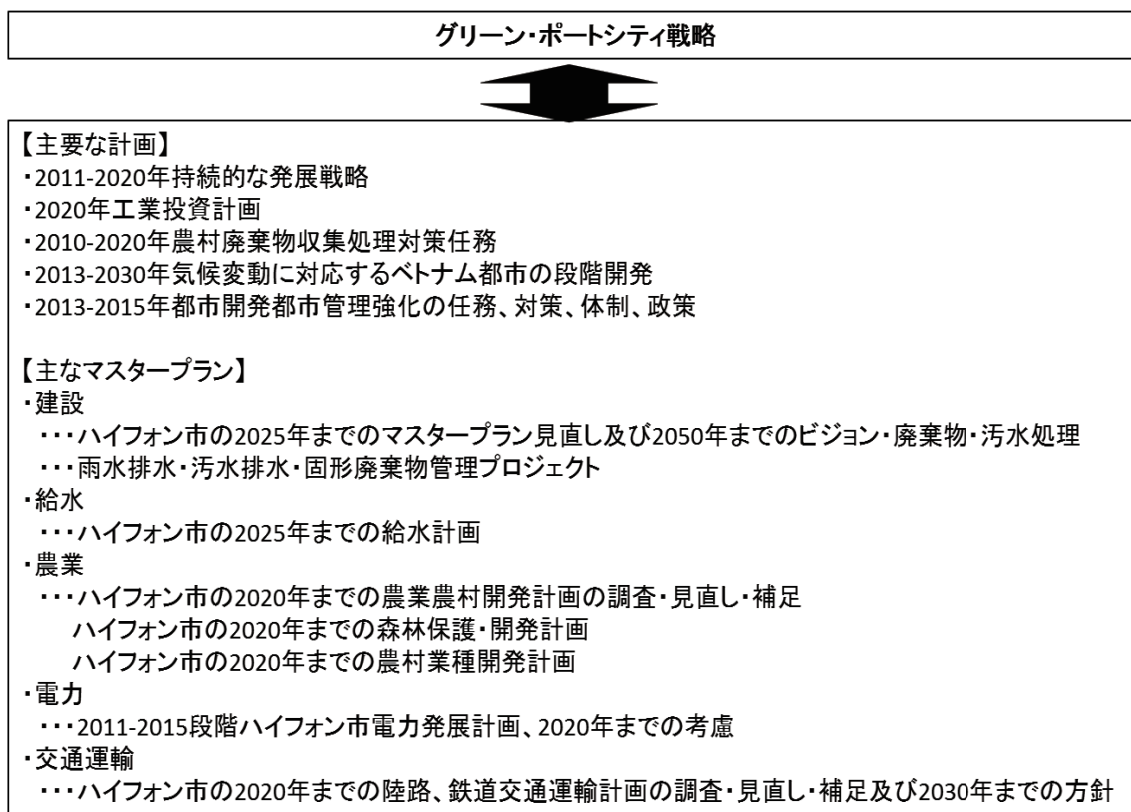 グリーン・ポートシティ戦略
【主要な計画】
・2011-2020年持続的な発展戦略
・2020年工業投資計画
・2010-2020年農村廃棄物収集処理対策任務
・2013-2030年気候変動に対応するベトナム都市の段階開発
・2013-2015年都市開発都市管理強化の任務、対策、体制、政策
【主なマスタープラン】
・建設
・・・ハイフォン市の2025年までのマスタープラン見直し及び2050年までのビジョン・廃棄物・汚水処理
・・・雨水排水・汚水排水・固形廃棄物管理プロジェクト
・給水
・・・ハイフォン市の2025年までの給水計画
・農業
・・・ハイフォン市の2020年までの農業農村開発計画の調査・見直し・補足
ハイフォン市の2020年までの森林保護・開発計画
ハイフォン市の2020年までの農村業種開発計画
・電力
・・・2011-2015段階ハイフォン市電力発展計画、2020年までの考慮
・交通運輸
・・・ハイフォン市の2020年までの陸路、鉄道交通運輸計画の調査・見直し・補足及び2030年までの方針